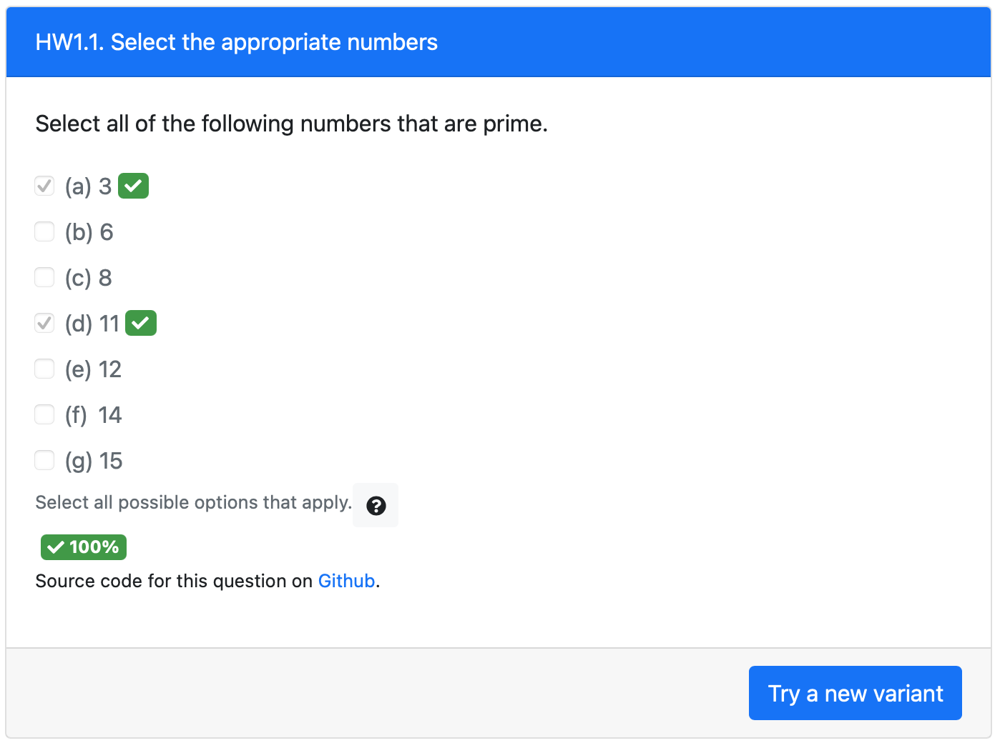 HW1.1. Select the appropriate numbers
Select all of the following numbers that are prime.
(a) 3
(b) 6
(c) 8
(d) 11
(e) 12
(f) 14
(g) 15
Select all possible options that apply.
100%
Source code for this question on Github.
Try a new variant